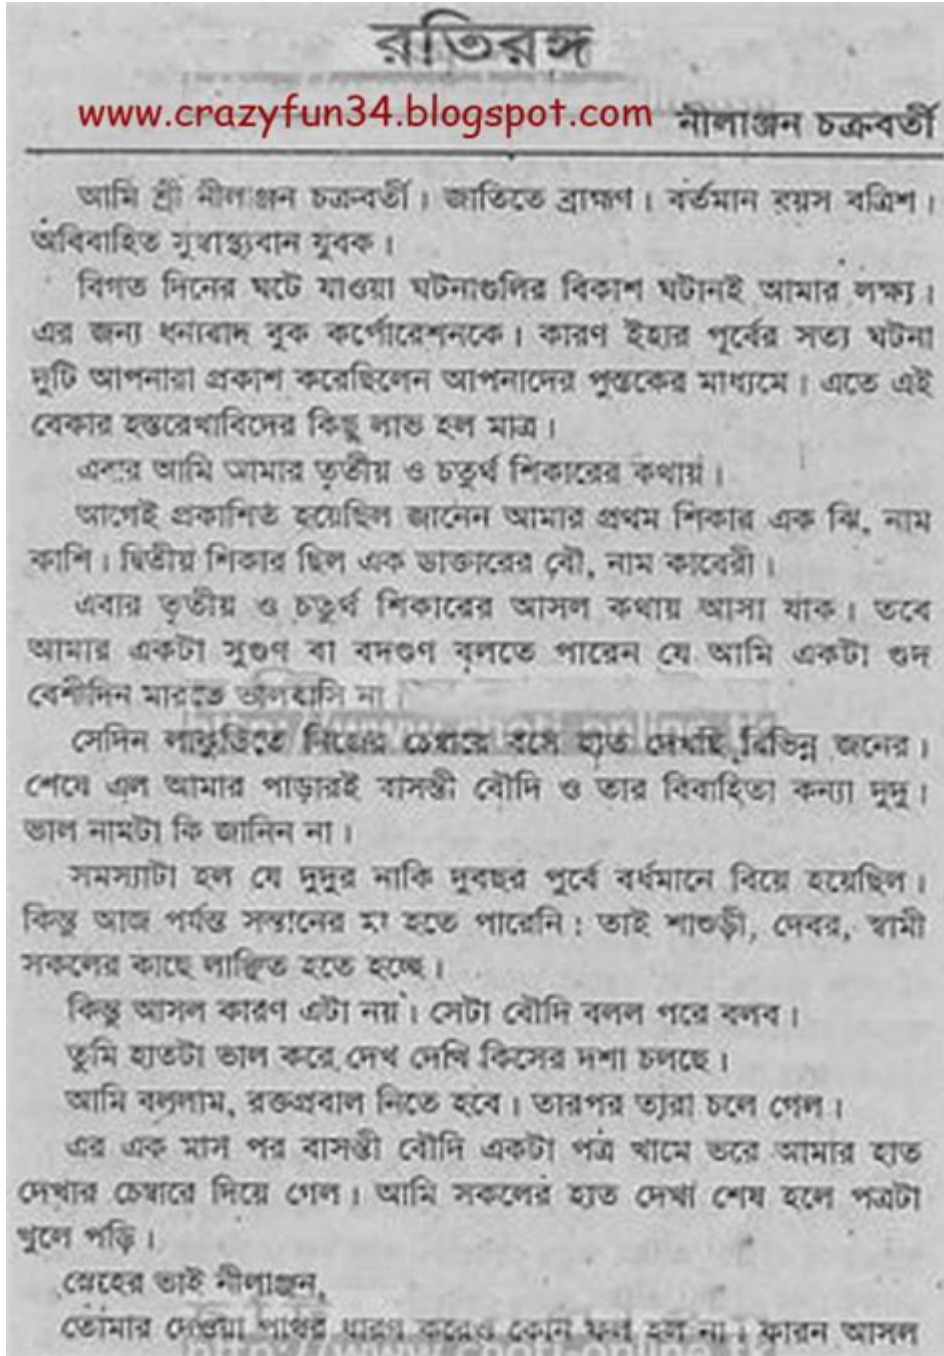 রতিরঙ্গ
www.crazyfun34.blogspot.com নীলাঞ্জন চক্রবর্তী
আমি শ্রী নীলাঞ্জন চক্রবর্তী। জাতিতে ব্রাহ্মণ। বর্তমান বয়স বত্রিশ।
অবিবাহিত সুস্বাস্থ্যবান যুবক।
বিগত দিনের ঘটে যাওয়া ঘটনাগুলির বিকাশ ঘটানই আমার লক্ষ্য।
এর জন্য ধন্যবাদ বুক কর্পোরেশনকে। কারণ ইহার পূর্বের সত্য ঘটনা
দুটি আপনারা প্রকাশ করেছিলেন আপনাদের পুস্তকের মাধ্যমে। এতে এই
বেকার হস্তরেখাবিদের কিছু লাভ হল মাত্র।
এবার আমি আমার তৃতীয় ও চতুর্থ শিকারের কথায়।
আগেই প্রকাশিত হয়েছিল জানেন আমার প্রথম শিকার এক ঝি, নাম
কাশি। দ্বিতীয় শিকার ছিল এক ডাক্তারের বৌ, নাম কাবেরী।
এবার তৃতীয় ও চতুর্থ শিকারের আসল কথায় আসা যাক। তবে
আমার একটা সুগুণ বা বদগুণ বলতে পারেন যে আমি একটা গুদ
বেশীদিন মারতে ভালবাসি না।
সেদিন নিজের চেম্বারে বসে হাত দেখছি বিভিন্ন জনের।
শেষে এল আমার পাড়ারই বাসন্তী বৌদি ও তার বিবাহিতা কন্যা দুদু।
ভাল নামটা কি জানিন না।
সমস্যাটা হল যে দুদুর নাকি দুবছর পূর্বে বর্ধমানে বিয়ে হয়েছিল।
কিন্তু আজ পর্যন্ত সন্তানের মা হতে পারেনি : তাই শাশুড়ী, দেবর, স্বামী
সকলের কাছে লাঞ্ছিত হতে হচ্ছে।
কিন্তু আসল কারণ এটা নয়। সেটা বৌদি বলল পরে বলব।
তুমি হাতটা ভাল করে দেখ দেখি কিসের দশা চলছে।
আমি বললাম, রক্তপ্রবাল নিতে হবে। তারপর তারা চলে গেল।
এর এক মাস পর বাসন্তী বৌদি একটা পত্র খামে ভরে আমার হাত
দেখার চেম্বারে দিয়ে গেল। আমি সকলের হাত দেখা শেষ হলে পত্রটা
খুলে পড়ি।
স্নেহের ভাই নীলাঞ্জন,
তোমার দেওয়া পাথর ধারণ করেও কোন ফল হল না। কারন আসল